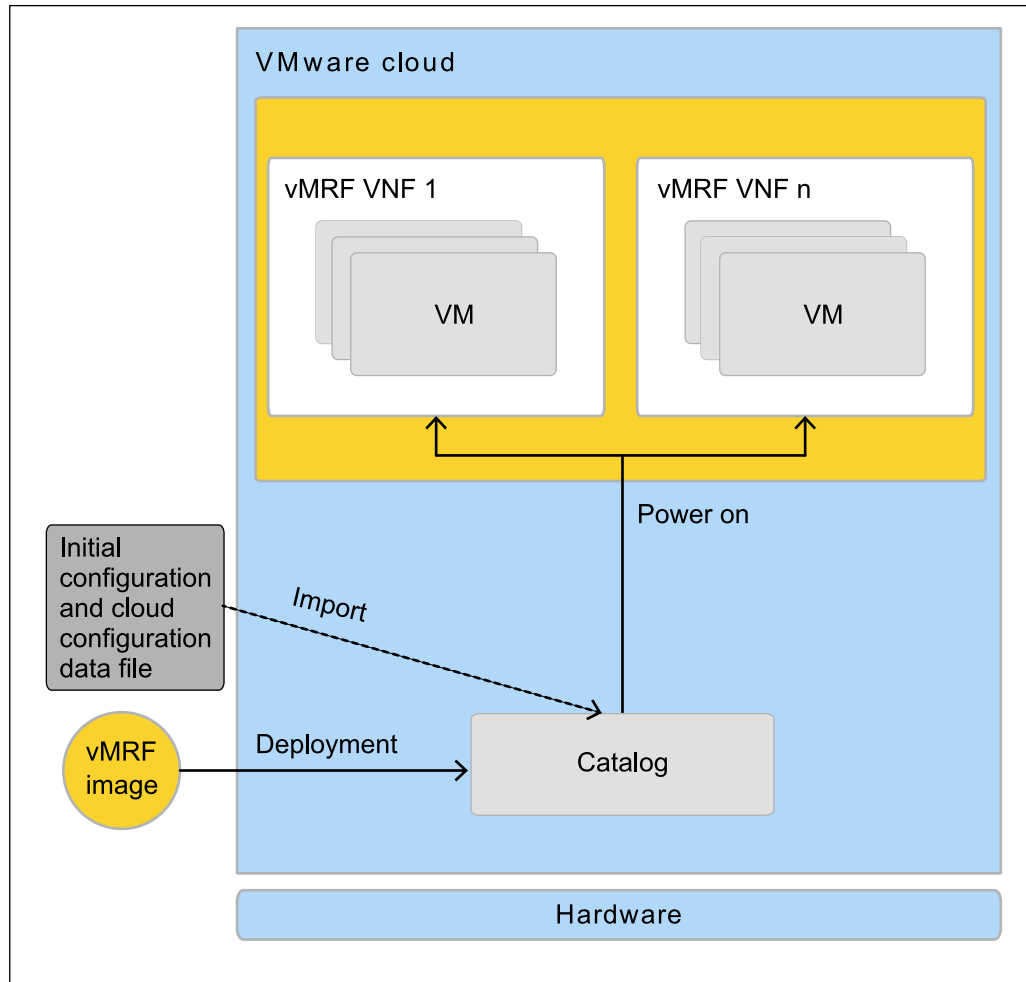 VMware cloud
vMRF VNF 1
vMRF VNF n
VM
VM
Power on
Initial
configuration
and cloud
configuration
data file
Import
vMRF
image
Deployment
Catalog
Hardware